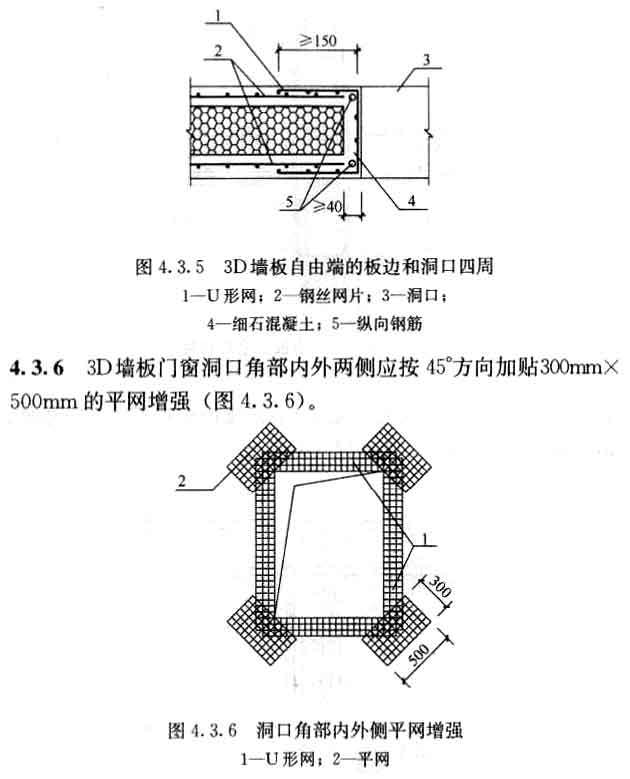 1
≥150
2
3
5
≥40
4
图 4.3.5 3D墙板自由端的板边和洞口四周
1—U形网；2—钢丝网片；3—洞口；
4—细石混凝土；5—纵向钢筋
4.3.6 3D墙板门窗洞口角部内外两侧应按 45°方向加贴300mm×
500mm 的平网增强（图 4.3.6）。
2
1
300
500
图 4.3.6 洞口角部内外侧平网增强
1—U形网；2—平网